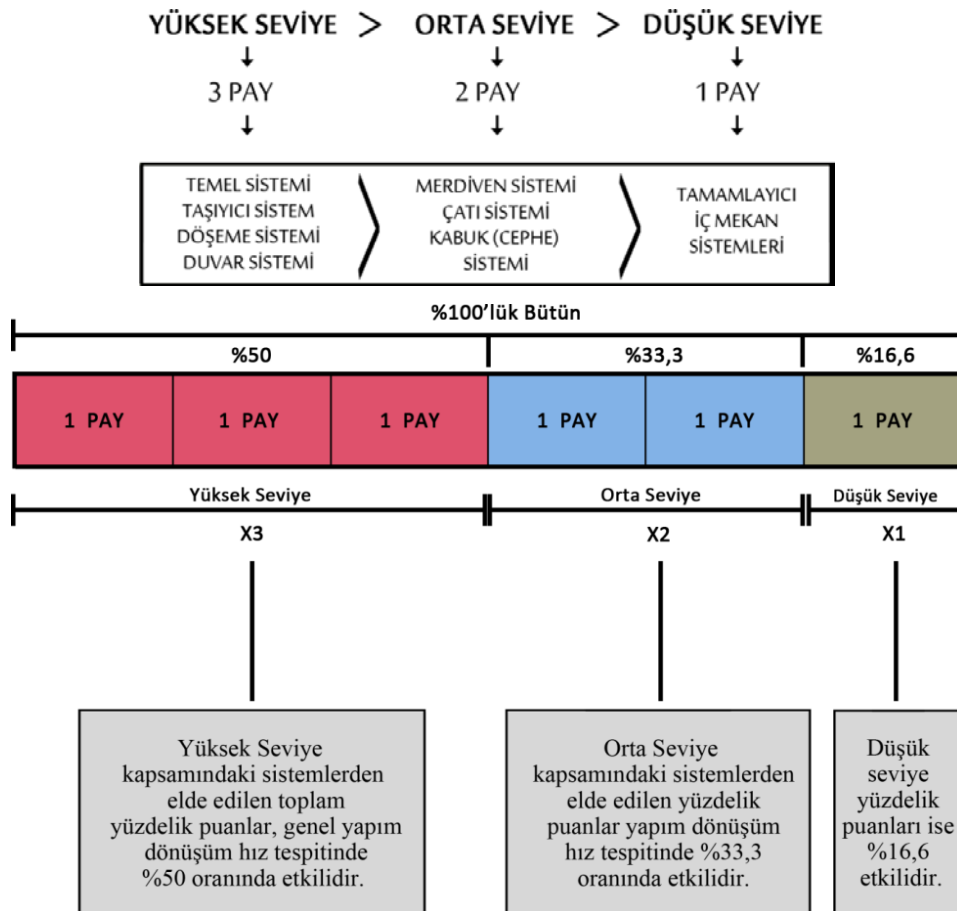 YÜKSEK SEVİYE > ORTA SEVİYE > DÜŞÜK SEVİYE
3 PAY 2 PAY 1 PAY
TEMEL SİSTEMİ
TAŞIYICI SİSTEM
DÖŞEME SİSTEMİ
DUVAR SİSTEMİ
MERDİVEN SİSTEMİ
ÇATI SİSTEMİ
KABUK (CEPHE)
SİSTEMİ
TAMAMLAYICI
İÇ MEKAN
SİSTEMLERİ
%100'lük Bütün
%50 %33,3 %16,6
1 PAY 1 PAY 1 PAY 1 PAY 1 PAY 1 PAY
Yüksek Seviye Orta Seviye Düşük Seviye
X3 X2 X1
Yüksek Seviye
kapsamındaki sistemlerden
elde edilen toplam
yüzdelik puanlar, genel yapım
dönüşüm hız tespitinde
%50 oranında etkilidir.
Orta Seviye
kapsamındaki sistemlerden
elde edilen yüzdelik
puanlar yapım dönüşüm
hız tespitinde %33,3
oranında etkilidir.
Düşük
seviye
yüzdelik
puanları ise
%16,6
etkilidir.